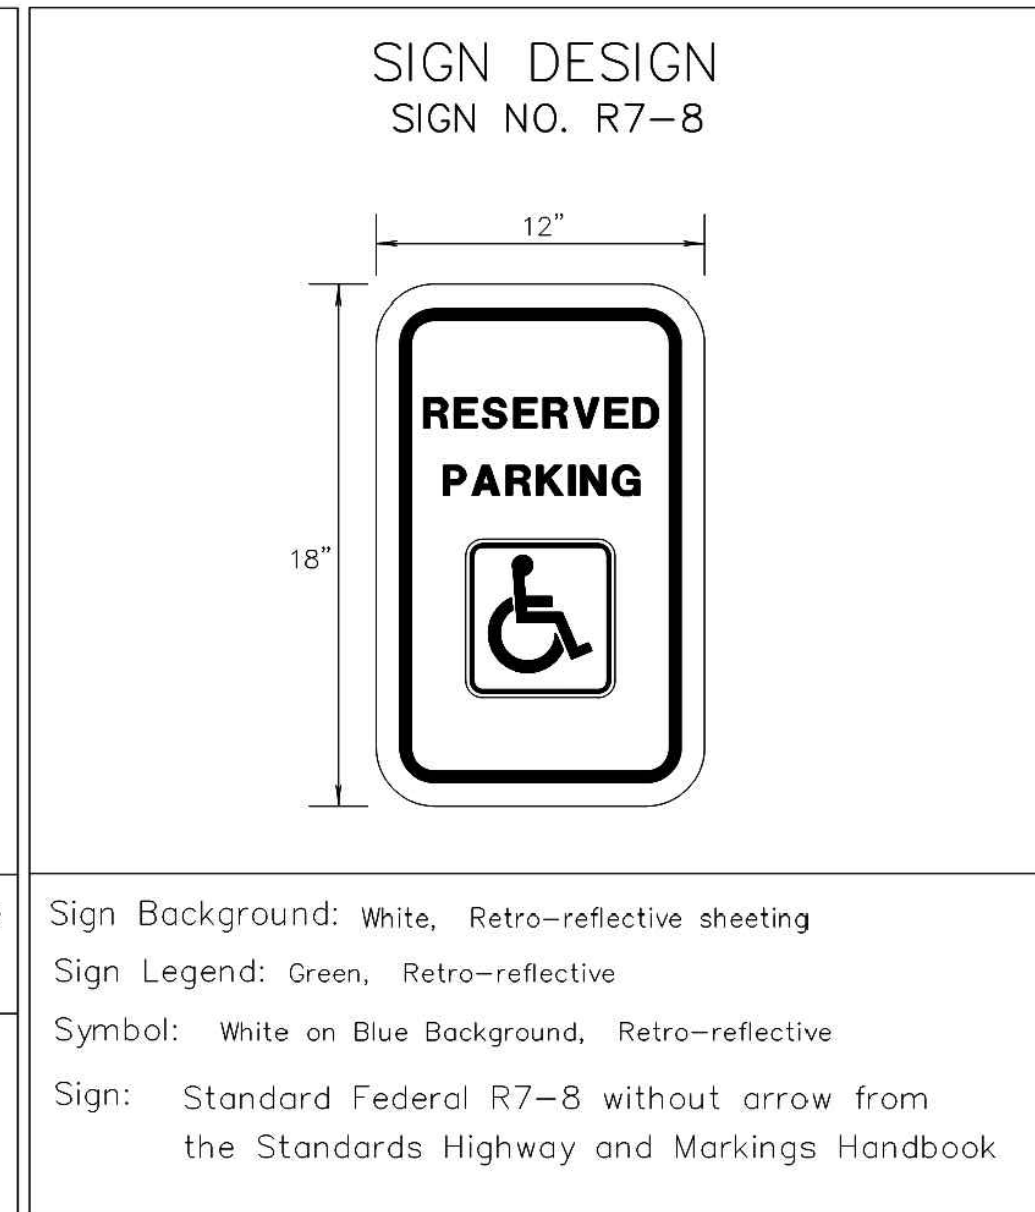 SIGN DESIGN
SIGN NO. R7-8
12"
RESERVED
PARKING
18"
Sign Background: White, Retro-reflective sheeting
Sign Legend: Green, Retro-reflective
Symbol: White on Blue Background, Retro-reflective
Sign: Standard Federal R7-8 without arrow from
the Standards Highway and Markings Handbook